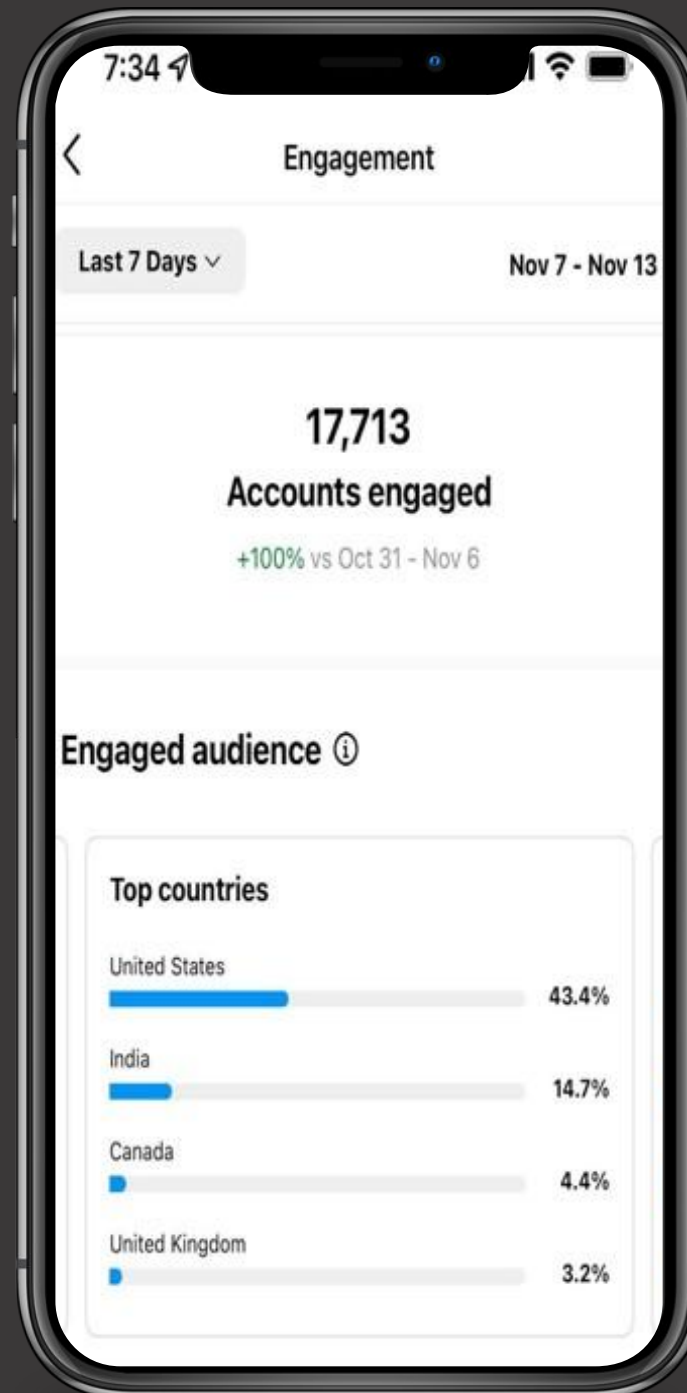 7:34
Engagement
Last 7 Days
Nov 7 - Nov 13
17,713
Accounts engaged
+100% vs Oct 31 - Nov 6
Engaged audience
Top countries
United States
43.4%
India
14.7%
Canada
4.4%
United Kingdom
3.2%